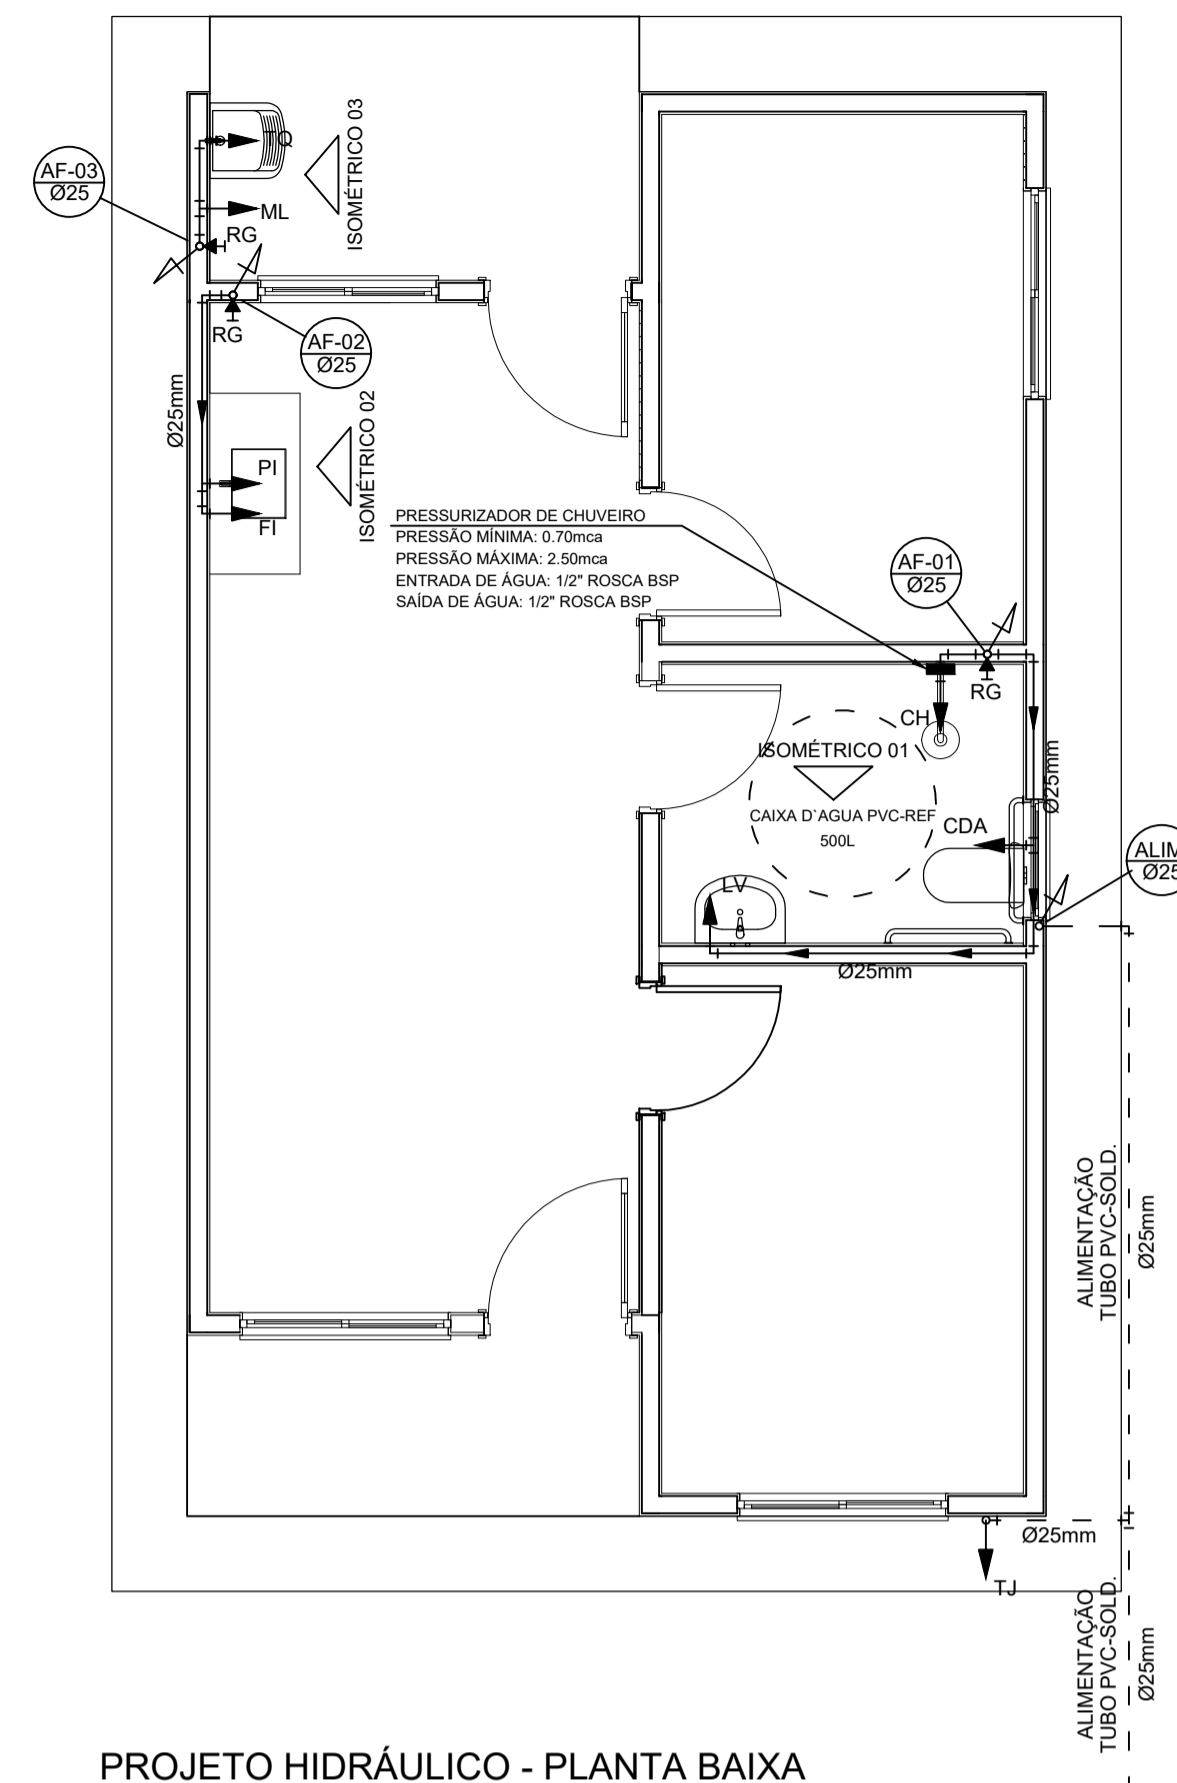 AF-03
Ø25
TQ
ML
RG
ISOMÉTRICO 03
RG
AF-02
Ø25
Ø25mm
PI
FI
ISOMÉTRICO 02
PRESSURIZADOR DE CHUVEIRO
PRESSÃO MÍNIMA: 0.70mca
PRESSÃO MÁXIMA: 2.50mca
ENTRADA DE ÁGUA: 1/2" ROSCA BSP
SAÍDA DE ÁGUA: 1/2" ROSCA BSP
AF-01
Ø25
RG
CH
ISOMÉTRICO 01
CAIXA D`AGUA PVC-REF
500L
CDA
Ø25mm
LV
ALIM
Ø25
Ø25mm
ALIMENTAÇÃO
TUBO PVC-SOLD.
Ø25mm
Ø25mm
TJ
ALIMENTAÇÃO
TUBO PVC-SOLD.
Ø25mm
PROJETO HIDRÁULICO - PLANTA BAIXA